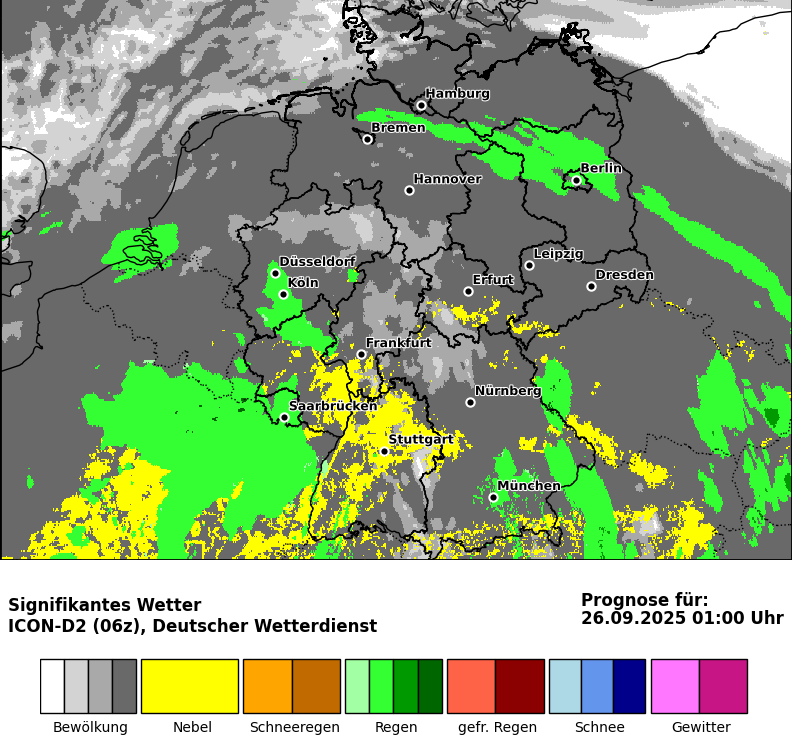 Hamburg
Bremen
Berlin
Hannover
Düsseldorf
Leipzig
Köln
Erfurt
Dresden
Frankfurt
Nürnberg
Saarbrücken
Stuttgart
München
Signifikantes Wetter
ICON-D2 (06z), Deutscher Wetterdienst
Prognose für:
26.09.2025 01:00 Uhr
Bewölkung
Nebel
Schneeregen
Regen
gefr. Regen
Schnee
Gewitter